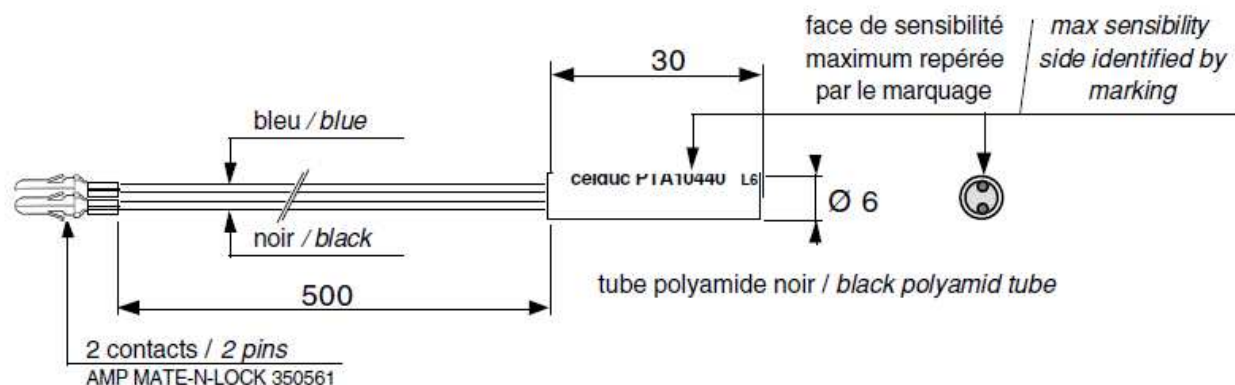 face de sensibilité
maximum repérée
par le marquage
/ max sensibility
side identified by
marking
30
bleu / blue
celduc PTA10440 L6
Ø 6
noir / black
500
tube polyamide noir / black polyamid tube
2 contacts / 2 pins
AMP MATE-N-LOCK 350561